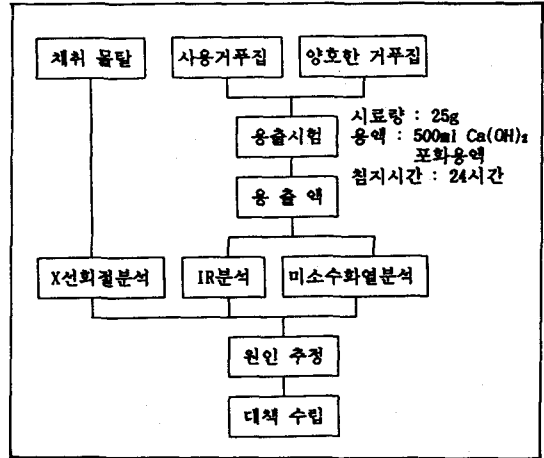 채취 몰탈
사용거푸집
양호한 거푸집
용출시험
시료량 : 25g
용액 : 500ml Ca(OH)₂
포화용액
침지시간 : 24시간
용 출 액
X선회절분석
IR분석
미소수화열분석
원인 추정
대책 수립